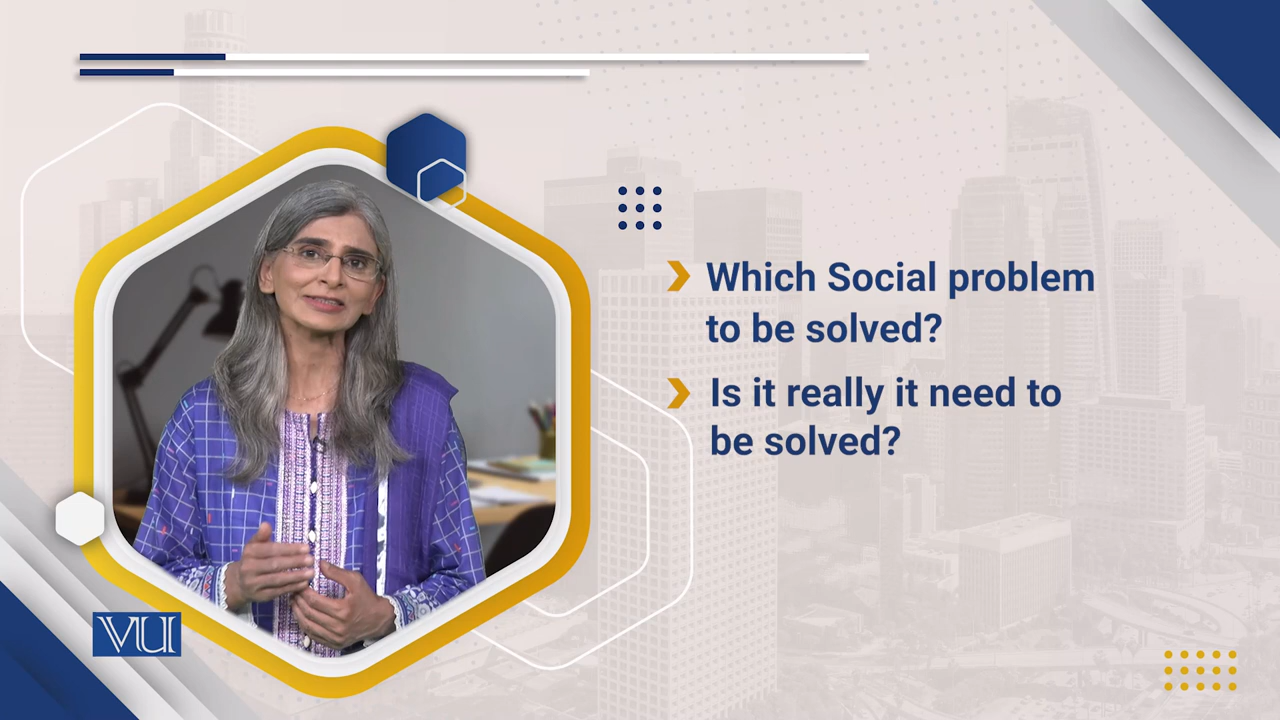 Which Social problem
to be solved?
Is it really it need to
be solved?
VU